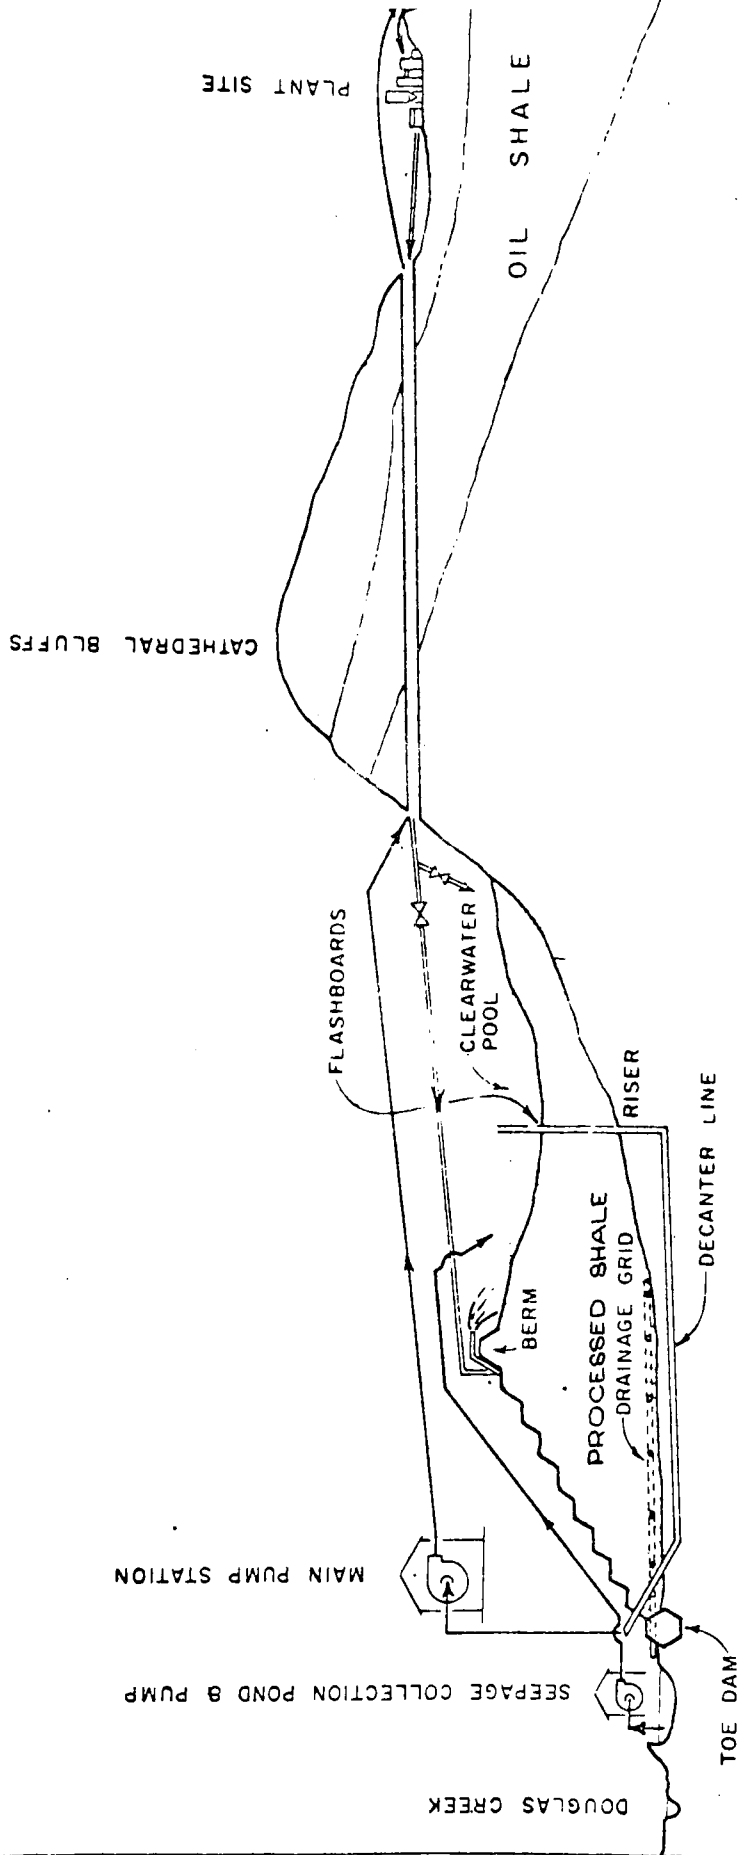 PLANT SITE
OIL SHALE
CATHEDRAL BLUFFS
FLASHBOARDS
CLEARWATER
POOL
RISER
DECANTER LINE
BERM
PROCESSED SHALE
DRAINAGE GRID
MAIN PUMP STATION
SEEPAGE COLLECTION POND & PUMP
TOE DAM
DOUGLAS CREEK